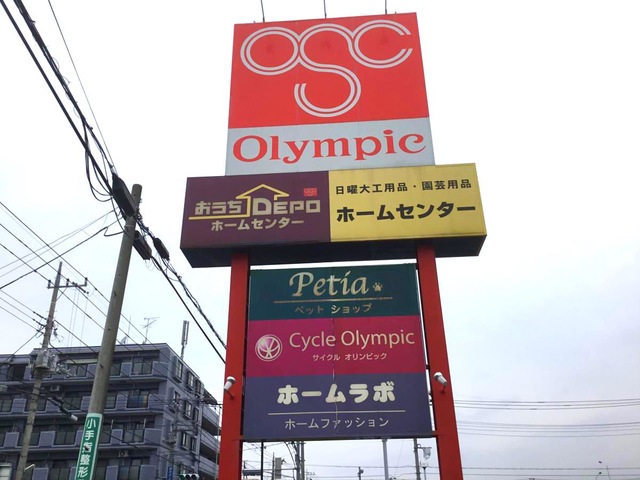 OSC
Olympic
おうちDEPO
ホームセンター
日曜大工用品・園芸用品
ホームセンター
Petia
ペット ショップ
Cycle Olympic
サイクル オリンピック
ホームラボ
ホームファッション